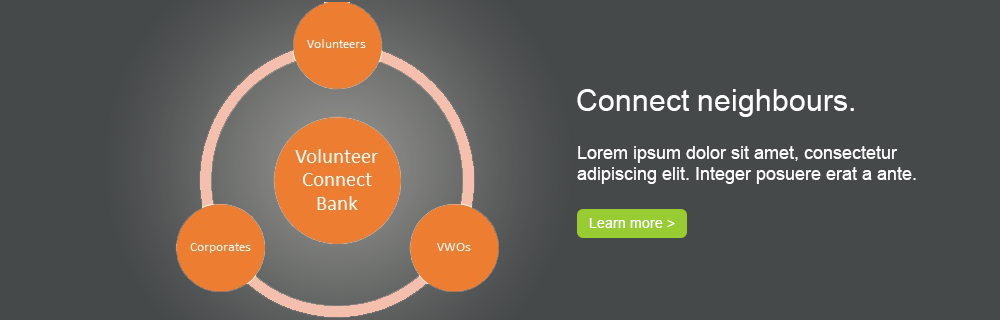 Volunteers
Volunteer
Connect
Bank
Corporates
VWOs
Connect neighbours.
Lorem ipsum dolor sit amet, consectetur
adipiscing elit. Integer posuere erat a ante.
Learn more >